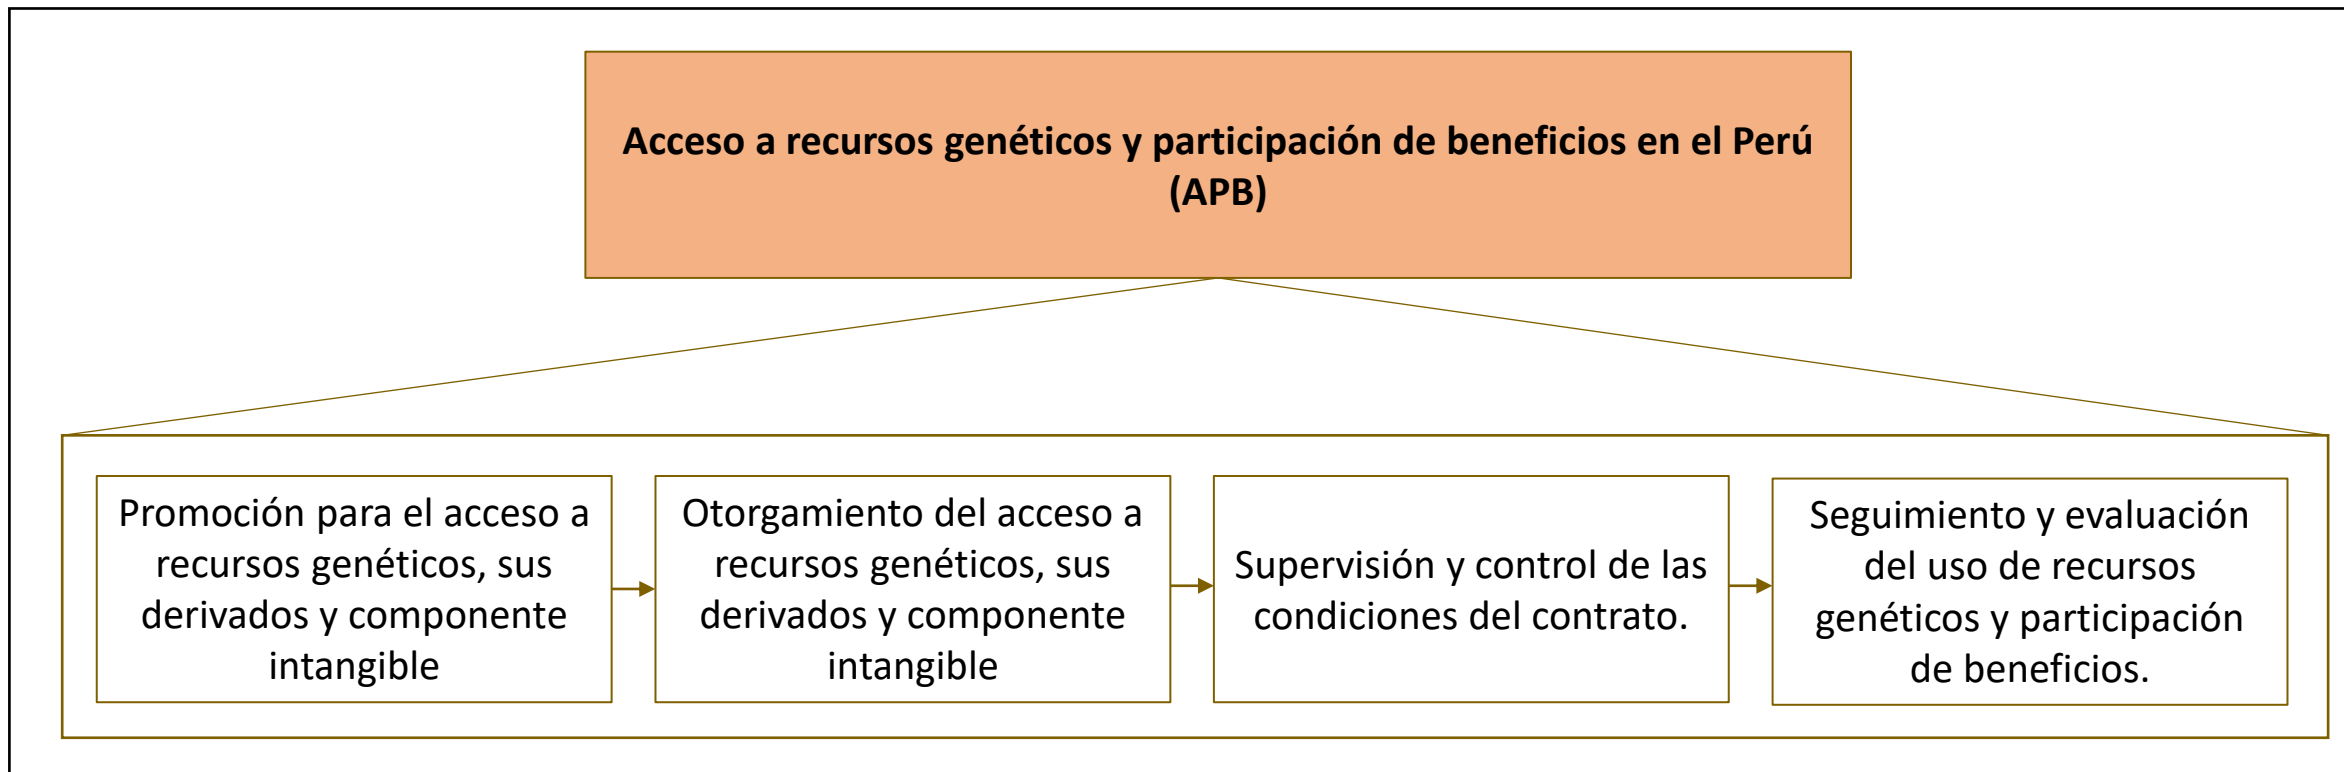 Acceso a recursos genéticos y participación de beneficios en el Perú
(APB)
Promoción para el acceso a
recursos genéticos, sus
derivados y componente
intangible
Otorgamiento del acceso a
recursos genéticos, sus
derivados y componente
intangible
Supervisión y control de las
condiciones del contrato.
Seguimiento y evaluación
del uso de recursos
genéticos y participación
de beneficios.